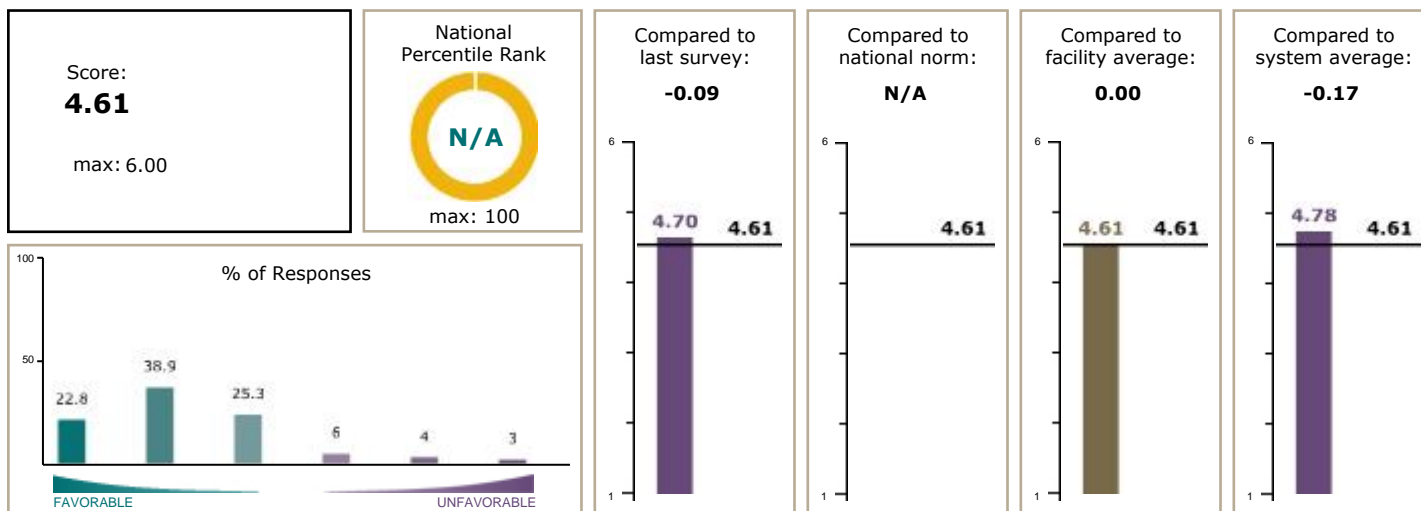 Score:
4.61
max: 6.00
National
Percentile Rank
N/A
max: 100
Compared to
last survey:
-0.09
6
4.70
4.61
1
Compared to
national norm:
N/A
6
4.61
1
Compared to
facility average:
0.00
6
4.61
4.61
1
Compared to
system average:
-0.17
6
4.78
4.61
1
% of Responses
100
50
22.8
38.9
25.3
6
4
3
FAVORABLE
UNFAVORABLE